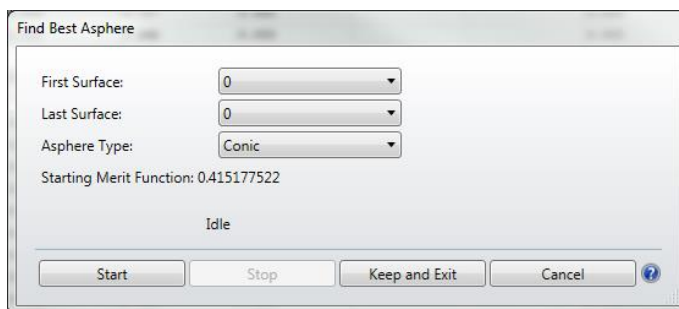 Find Best Asphere
First Surface: 0
Last Surface: 0
Asphere Type: Conic
Starting Merit Function: 0.415177522
Idle
Start Stop Keep and Exit Cancel ?